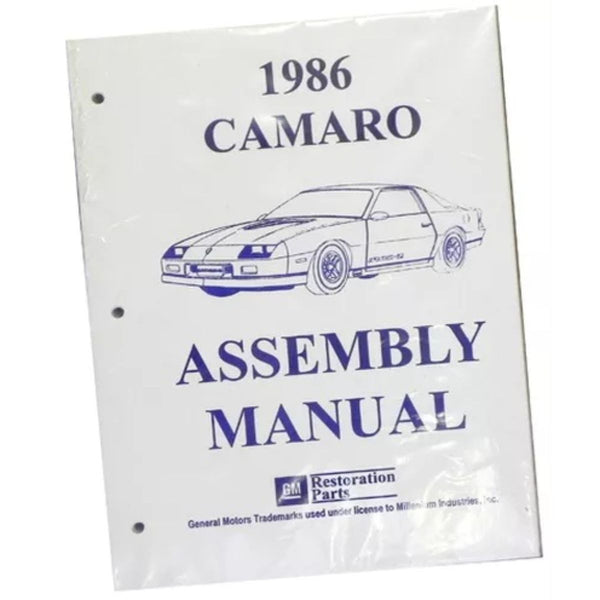 1986
CAMARO
ASSEMBLY
MANUAL
GM
Restoration
Parts
General Motors Trademarks used under license to Millenium Industries, Inc.